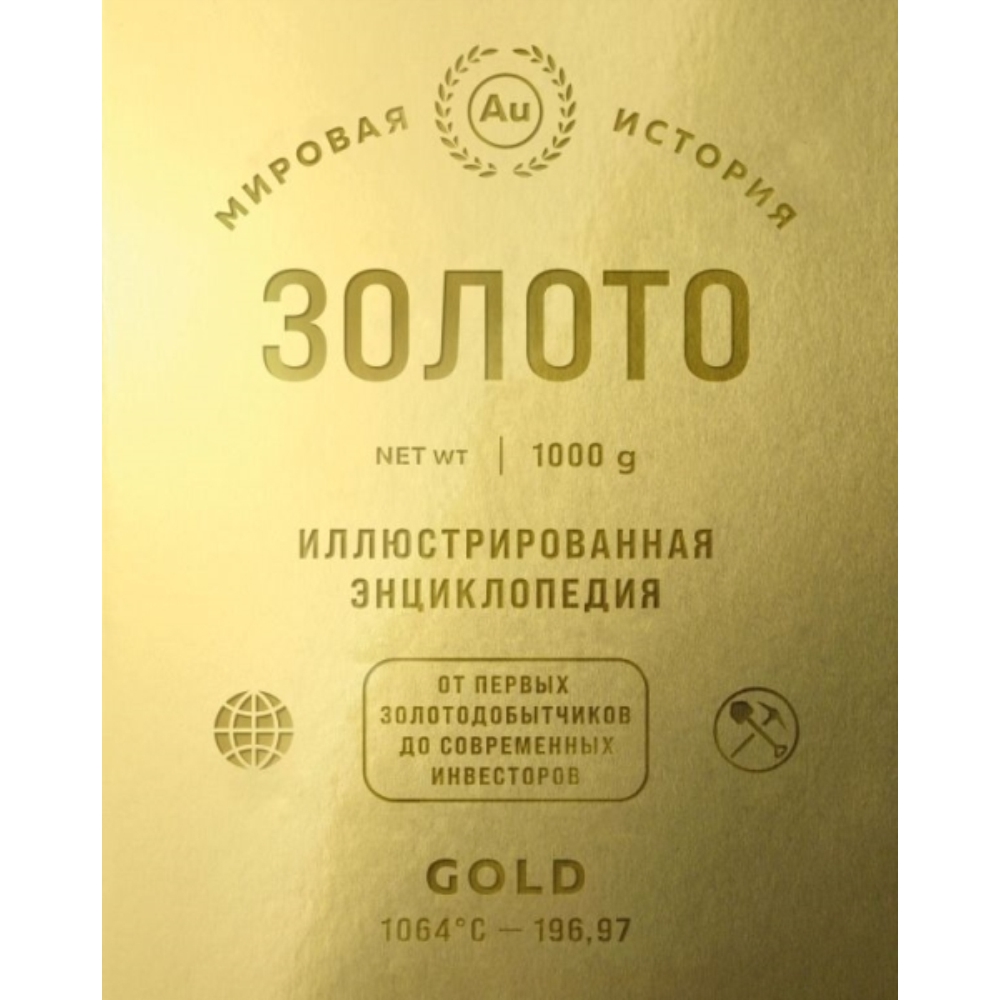 Au
МИРОВАЯ ИСТОРИЯ
ЗОЛОТО
NET WT | 1000 g
ИЛЛЮСТРИРОВАННАЯ
ЭНЦИКЛОПЕДИЯ
ОТ ПЕРВЫХ
ЗОЛОТОДОБЫТЧИКОВ
ДО СОВРЕМЕННЫХ
ИНВЕСТОРОВ
GOLD
1064°C — 196,97